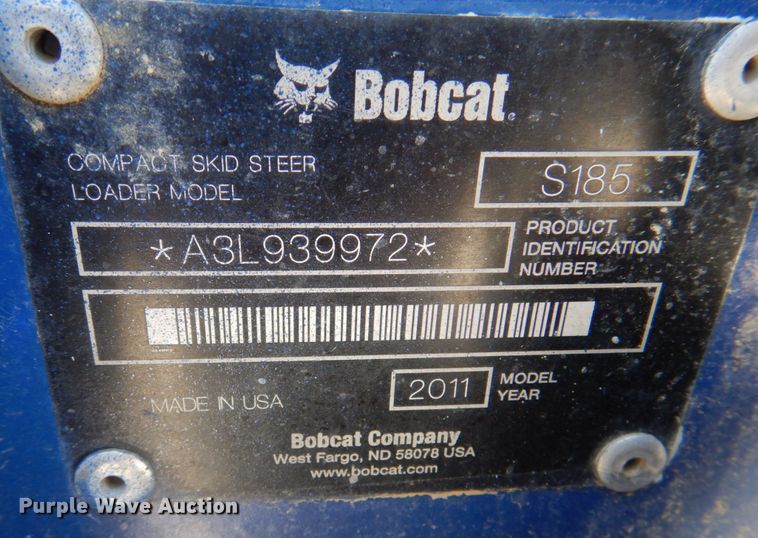 Bobcat.
COMPACT SKID STEER
LOADER MODEL
S185
*A3L939972*
PRODUCT
IDENTIFICATION
NUMBER
MADE IN USA
2011
MODEL
YEAR
Bobcat Company
West Fargo, ND 58078 USA
www.bobcat.com
Purple Wave Auction